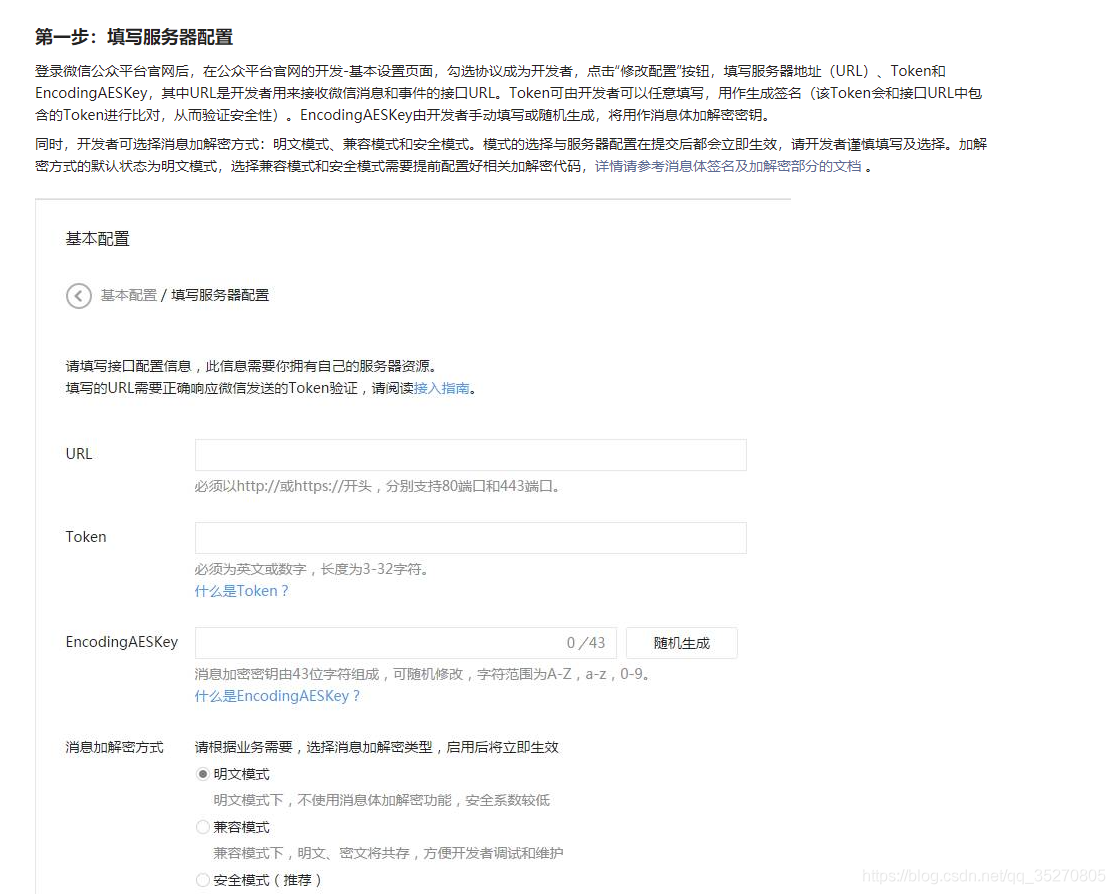 第一步：填写服务器配置
登录微信公众平台官网后，在公众平台官网的开发-基本设置页面，勾选协议成为开发者，点击“修改配置”按钮，填写服务器地址（URL）、Token和
EncodingAESKey，其中URL是开发者用来接收微信消息和事件的接口URL。Token可由开发者可以任意填写，用作生成签名（该Token会和接口URL中包
含的Token进行比对，从而验证安全性）。EncodingAESKey由开发者手动填写或随机生成，将用作消息体加解密密钥。
同时，开发者可选择消息加解密方式：明文模式、兼容模式和安全模式。模式的选择与服务器配置在提交后都会立即生效，请开发者谨慎填写及选择。加解
密方式的默认状态为明文模式，选择兼容模式和安全模式需要提前配置好相关加解密代码，详情请参考消息体签名及加解密部分的文档 。
基本配置
基本配置 / 填写服务器配置
请填写接口配置信息，此信息需要你拥有自己的服务器资源。
填写的URL需要正确响应微信发送的Token验证，请阅读接入指南。
URL
必须以http://或https://开头，分别支持80端口和443端口。
Token
必须为英文或数字，长度为3-32字符。
什么是Token？
EncodingAESKey 0/43 随机生成
消息加密密钥由43位字符组成，可随机修改，字符范围为A-Z，a-z，0-9。
什么是EncodingAESKey？
消息加解密方式 请根据业务需要，选择消息加解密类型，启用后将立即生效
明文模式
明文模式下，不使用消息体加解密功能，安全系数较低
兼容模式
兼容模式下，明文、密文将共存，方便开发者调试和维护
安全模式（推荐）
https://blog.csdn.net/qq_35270805